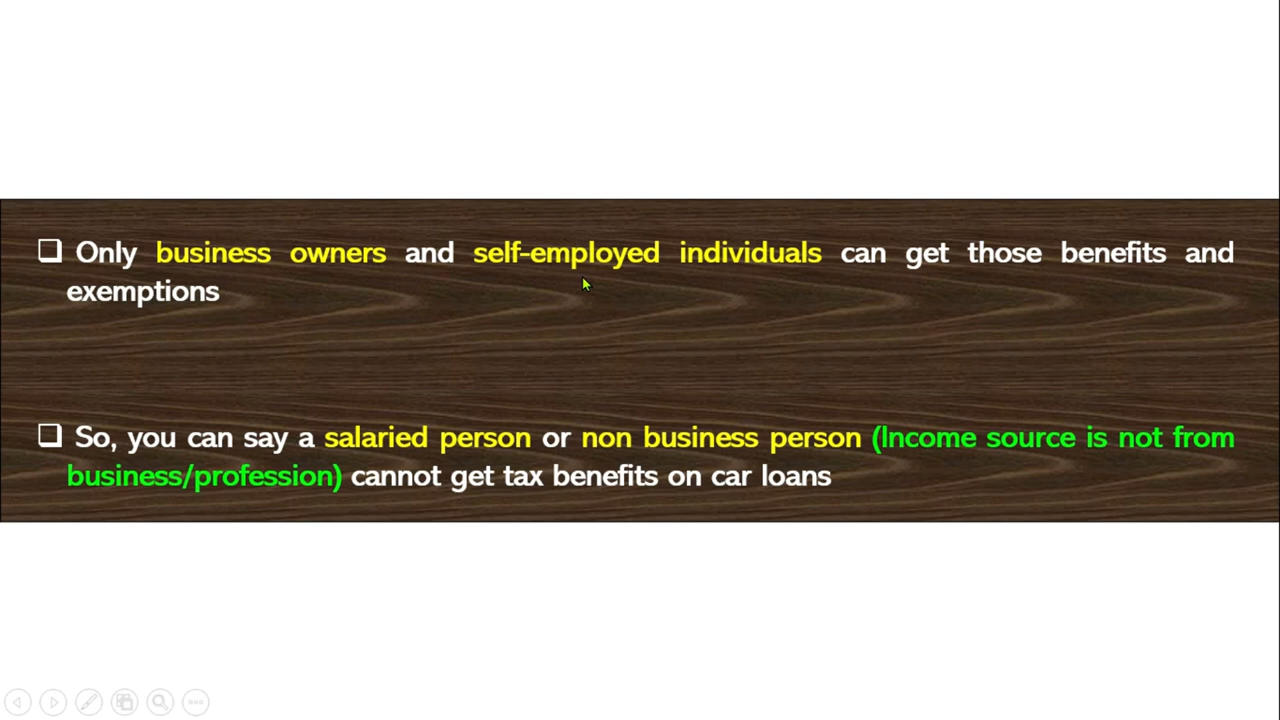 ❑ Only business owners and self-employed individuals can get those benefits and
exemptions
❑ So, you can say a salaried person or non business person (Income source is not from
business/profession) cannot get tax benefits on car loans